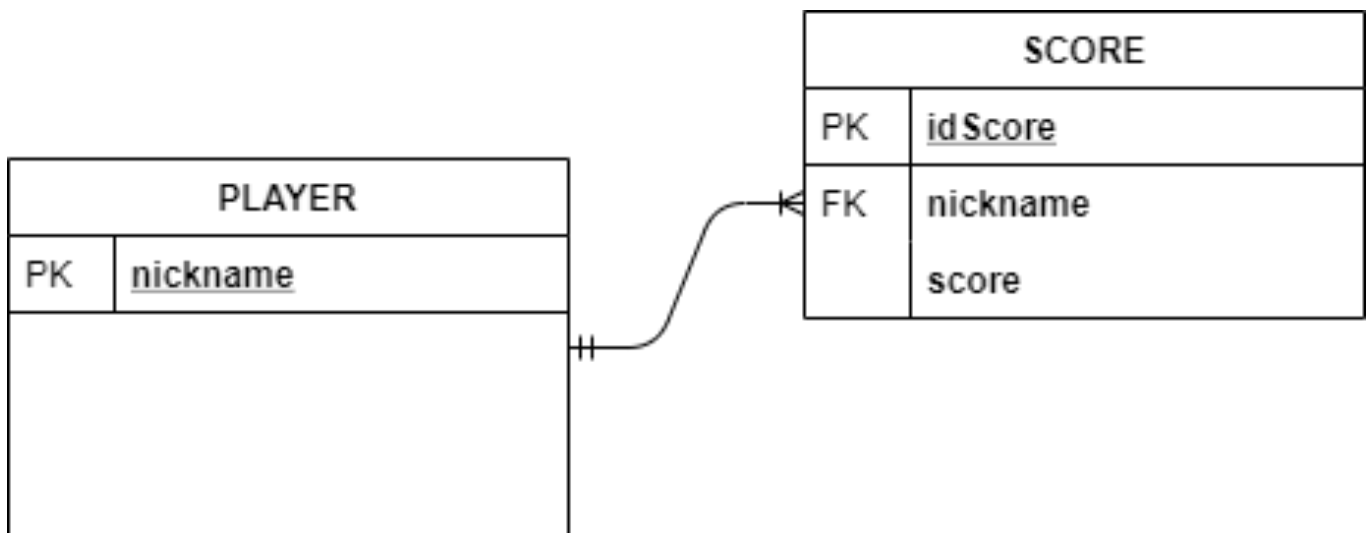 SCORE
PK idScore
FK nickname
score
PLAYER
PK nickname